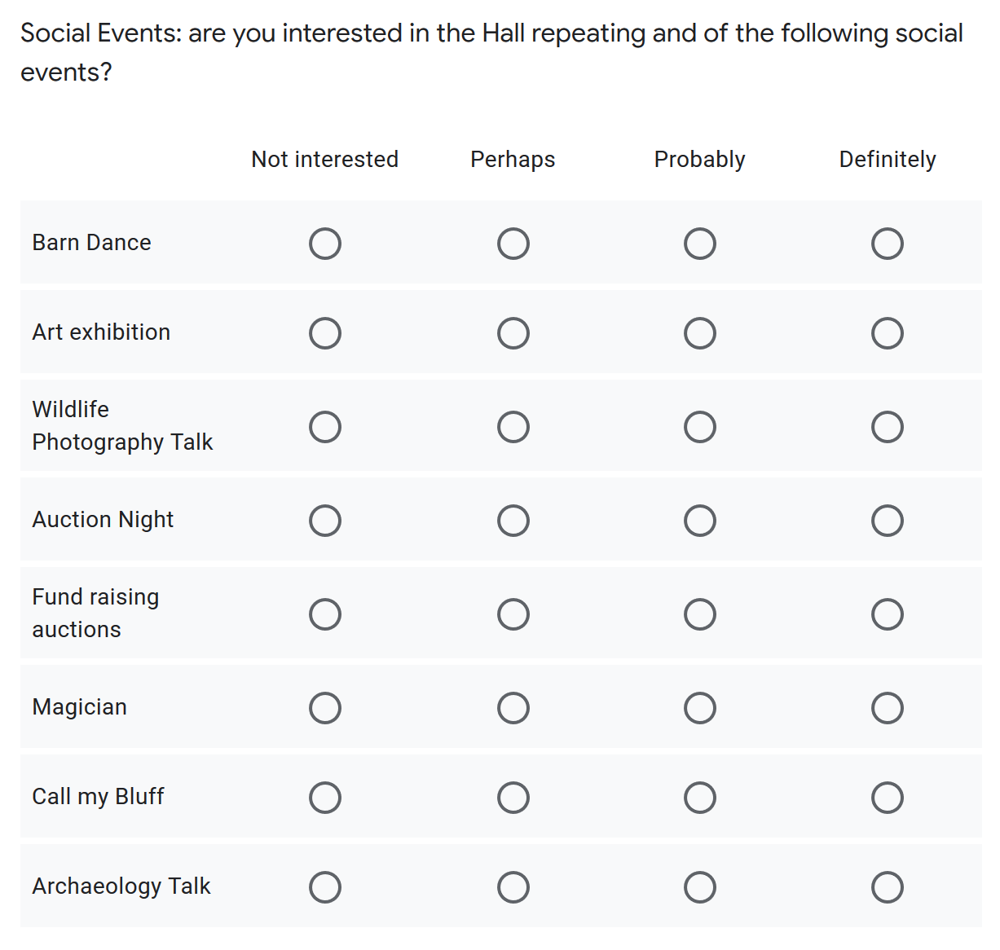 Social Events: are you interested in the Hall repeating and of the following social
events?
Not interested Perhaps Probably Definitely
Barn Dance
Art exhibition
Wildlife
Photography Talk
Auction Night
Fund raising
auctions
Magician
Call my Bluff
Archaeology Talk